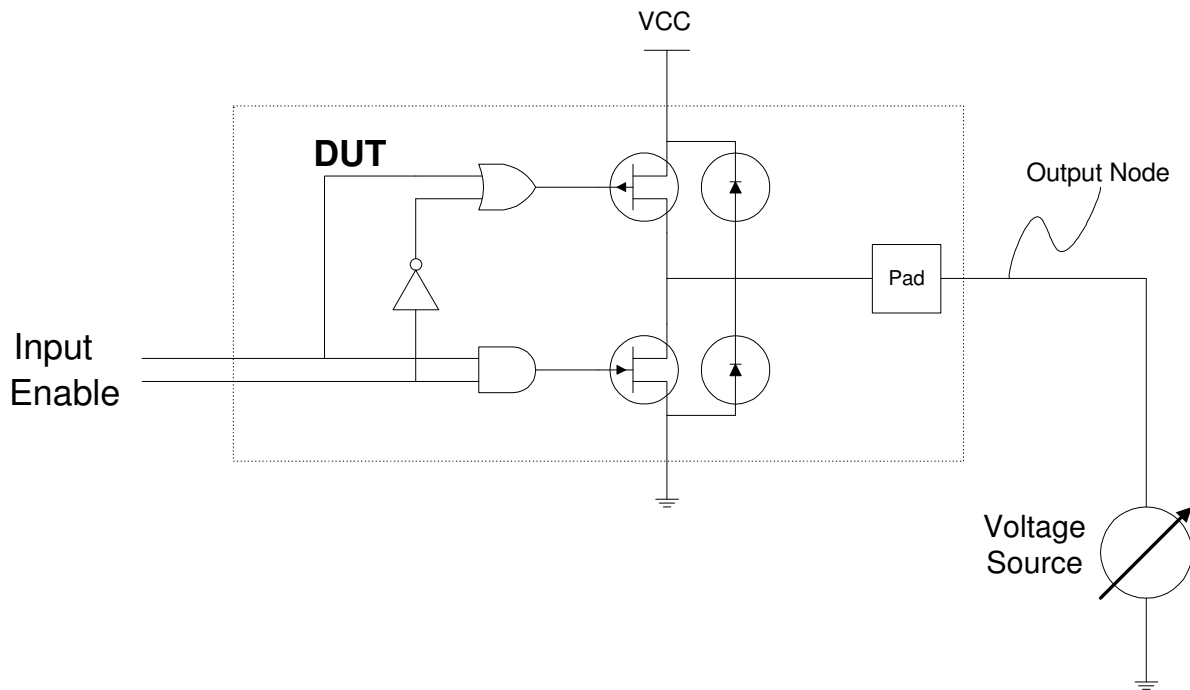 VCC
DUT
Output Node
Pad
Input
Enable
Voltage
Source